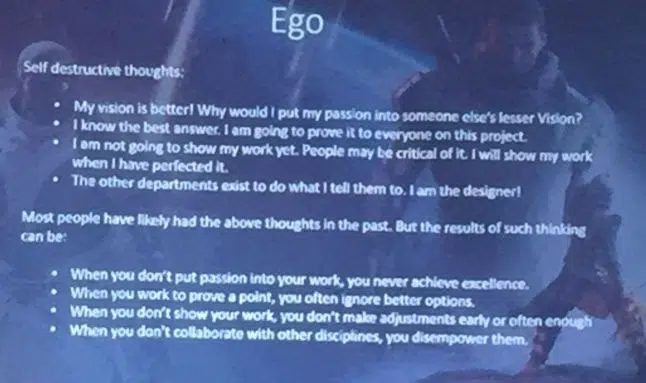 Ego
Self destructive thoughts:
• My vision is better! Why would I put my passion into someone else's lesser Vision?
• I know the best answer. I am going to prove it to everyone on this project.
• I am not going to show my work yet. People may be critical of it. I will show my work
when I have perfected it.
• The other departments exist to do what I tell them to. I am the designer!
Most people have likely had the above thoughts in the past. But the results of such thinking
can be:
• When you don't put passion into your work, you never achieve excellence.
• When you work to prove a point, you often ignore better options.
• When you don't show your work, you don't make adjustments early or often enough
• When you don't collaborate with other disciplines, you disempower them.